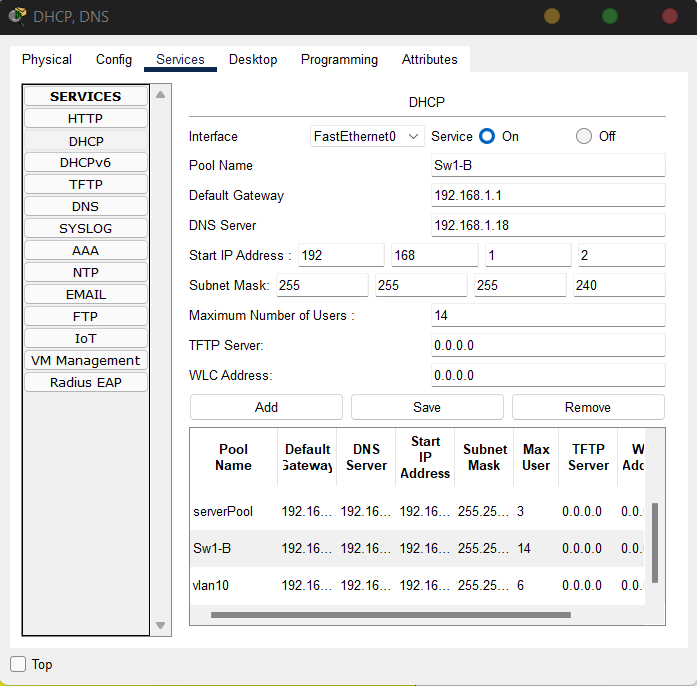 DHCP, DNS
Physical Config Services Desktop Programming Attributes
SERVICES
HTTP
DHCP
DHCPv6
TFTP
DNS
SYSLOG
AAA
NTP
EMAIL
FTP
IoT
VM Management
Radius EAP
DHCP
Interface FastEthernet0 Service On Off
Pool Name Sw1-B
Default Gateway 192.168.1.1
DNS Server 192.168.1.18
Start IP Address : 192 168 1 2
Subnet Mask: 255 255 255 240
Maximum Number of Users : 14
TFTP Server: 0.0.0.0
WLC Address: 0.0.0.0
Add Save Remove
Pool Name Default Gateway DNS Server Start IP Address Subnet Mask Max User TFTP Server W Adc
serverPool 192.16... 192.16... 192.16... 255.25... 3 0.0.0.0 0.0.
Sw1-B 192.16... 192.16... 192.16... 255.25... 14 0.0.0.0 0.0.
vlan10 192.16... 192.16... 192.16... 255.25... 6 0.0.0.0 0.0.
Top